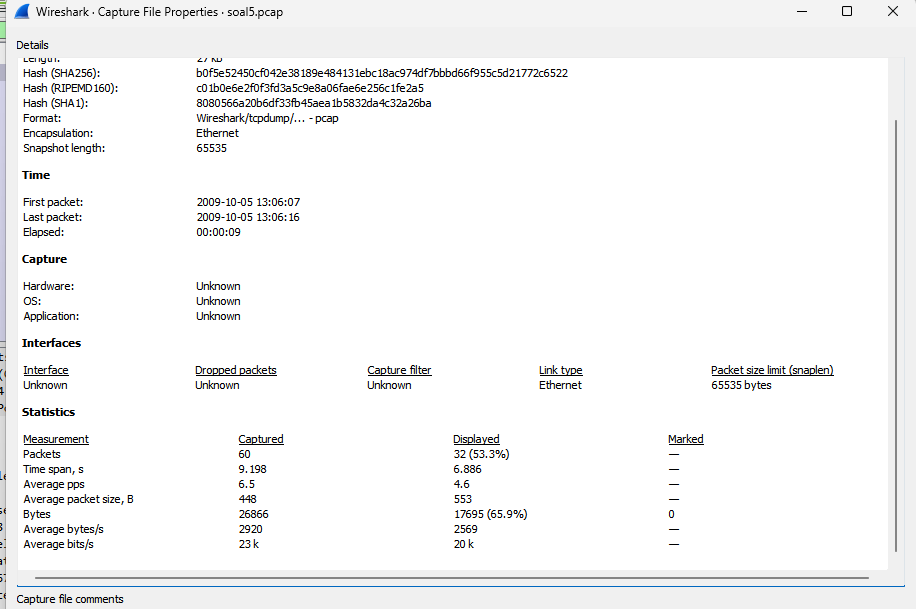 Wireshark · Capture File Properties · soal5.pcap
Details
Length: 27 kB
Hash (SHA256): b0f5e52450cf042e38189e484131ebc18ac974df7bbbd66f955c5d21772c6522
Hash (RIPEMD160): c01b0e6e2f0f3fd3a5c9e8a06fae6e256c1fe2a5
Hash (SHA1): 8080566a20b6df33fb45aea1b5832da4c32a26ba
Format: Wireshark/tcpdump/... - pcap
Encapsulation: Ethernet
Snapshot length: 65535
Time
First packet: 2009-10-05 13:06:07
Last packet: 2009-10-05 13:06:16
Elapsed: 00:00:09
Capture
Hardware: Unknown
OS: Unknown
Application: Unknown
Interfaces
Interface Dropped packets Capture filter Link type Packet size limit (snaplen)
Unknown Unknown Unknown Ethernet 65535 bytes
Statistics
Measurement Captured Displayed Marked
Packets 60 32 (53.3%) —
Time span, s 9.198 6.886 —
Average pps 6.5 4.6 —
Average packet size, B 448 553 —
Bytes 26866 17695 (65.9%) 0
Average bytes/s 2920 2569 —
Average bits/s 23 k 20 k —
Capture file comments